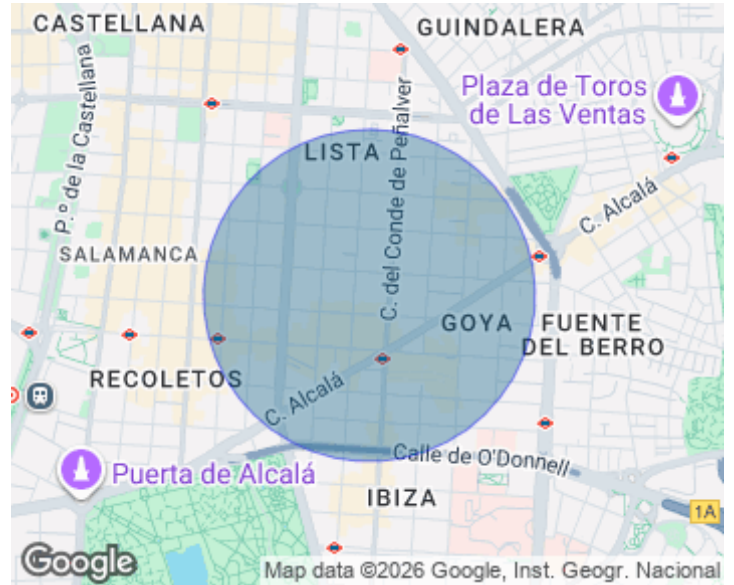 CASTELLANA
GUINDALERA
Plaza de Toros
de Las Ventas
P.º de la Castellana
C. del Conde de Peñalver
LISTA
C. Alcalá
SALAMANCA
GOYA
FUENTE
DEL BERRO
RECOLETOS
C. Alcalá
Calle de O'Donnell
Puerta de Alcalá
IBIZA
1A
Google
Map data ©2026 Google, Inst. Geogr. Nacional